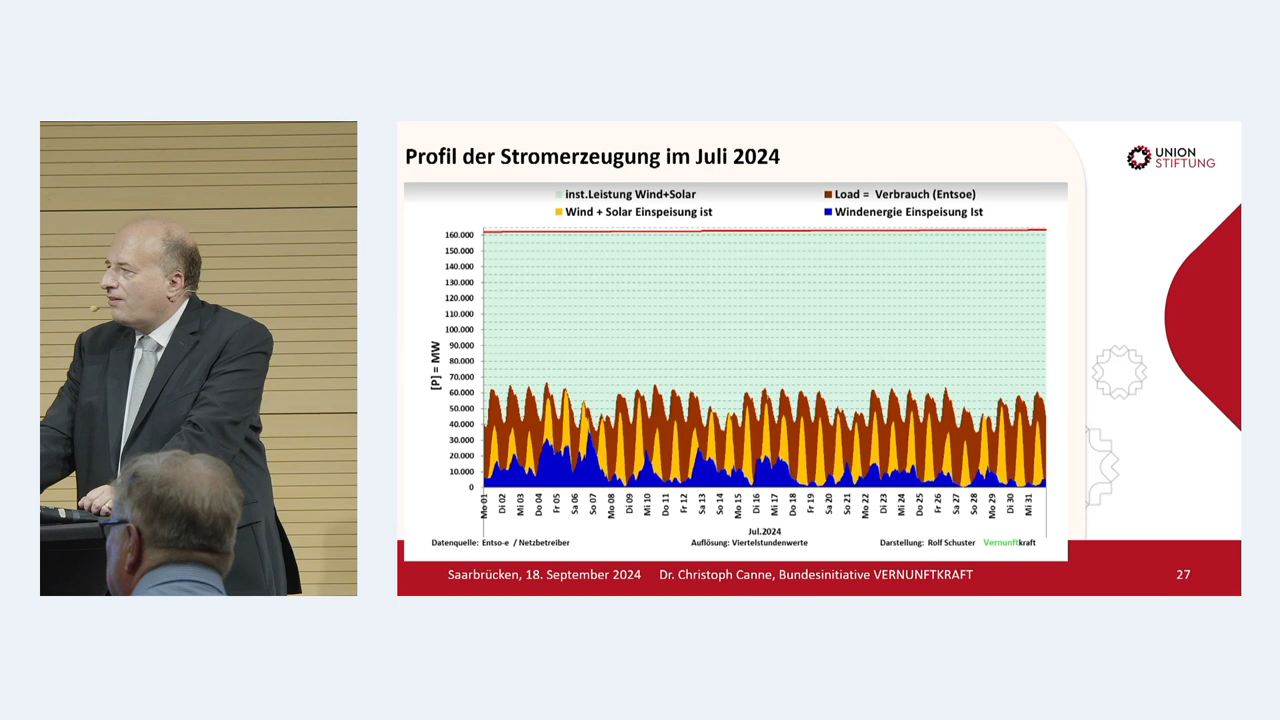 Profil der Stromerzeugung im Juli 2024
UNION
STIFTUNG
inst.Leistung Wind+Solar
Load = Verbrauch (Entsoe)
Wind + Solar Einspeisung ist
Windenergie Einspeisung Ist
[P] = MW
160.000
150.000
140.000
130.000
120.000
110.000
100.000
90.000
80.000
70.000
60.000
50.000
40.000
30.000
20.000
10.000
0
Mo 01
Di 02
Mi 03
Do 04
Fr 05
Sa 06
So 07
Mo 08
Di 09
Mi 10
Do 11
Fr 12
Sa 13
So 14
Mo 15
Di 16
Mi 17
Do 18
Fr 19
Sa 20
So 21
Mo 22
Di 23
Mi 24
Do 25
Fr 26
Sa 27
So 28
Mo 29
Di 30
Mi 31
Jul.2024
Datenquelle: Entso-e / Netzbetreiber
Auflösung: Viertelstundenwerte
Darstellung: Rolf Schuster
Vernunftkraft
Saarbrücken, 18. September 2024 Dr. Christoph Canne, Bundesinitiative VERNUNFTKRAFT
27